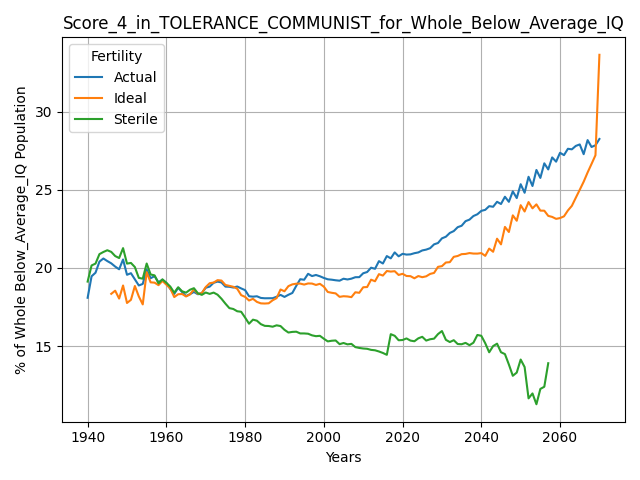 Score_4_in_TOLERANCE_COMMUNIST_for_Whole_Below_Average_IQ
% of Whole Below_Average_IQ Population
Fertility
Actual
Ideal
Sterile
30
25
20
15
1940 1960 1980 2000 2020 2040 2060
Years